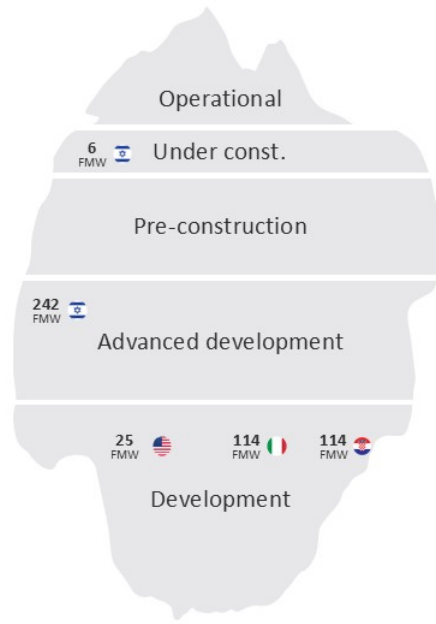 Operational
6
FMW
Under const.
Pre-construction
242
FMW
Advanced development
25
FMW
114
FMW
114
FMW
Development